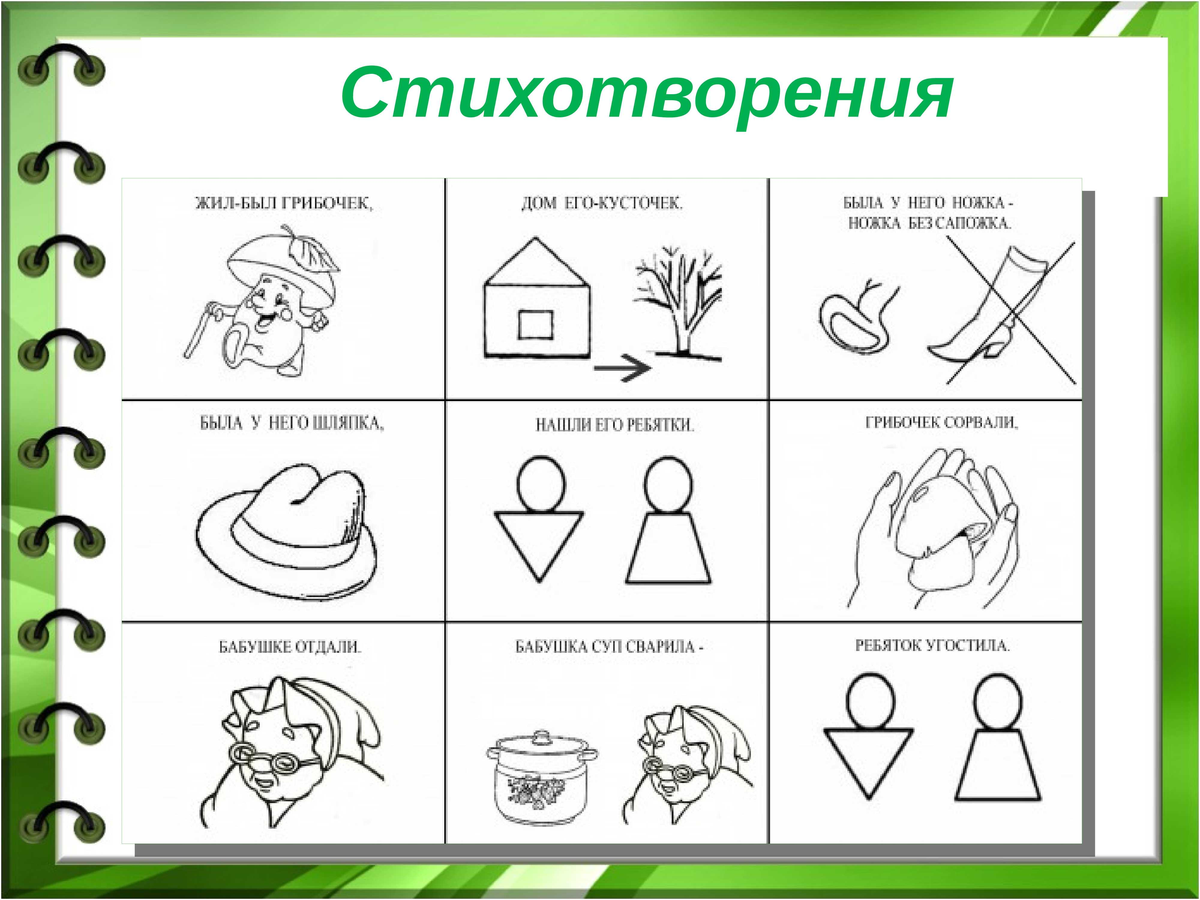 Стихотворения
ЖИЛ-БЫЛ ГРИБОЧЕК,
ДОМ ЕГО-КУСТОЧЕК.
БЫЛА У НЕГО НОЖКА -
НОЖКА БЕЗ САПОЖКА.
БЫЛА У НЕГО ШЛЯПКА,
НАШЛИ ЕГО РЕБЯТКИ.
ГРИБОЧЕК СОРВАЛИ,
БАБУШКЕ ОТДАЛИ.
БАБУШКА СУП СВАРИЛА -
РЕБЯТОК УГОСТИЛА.